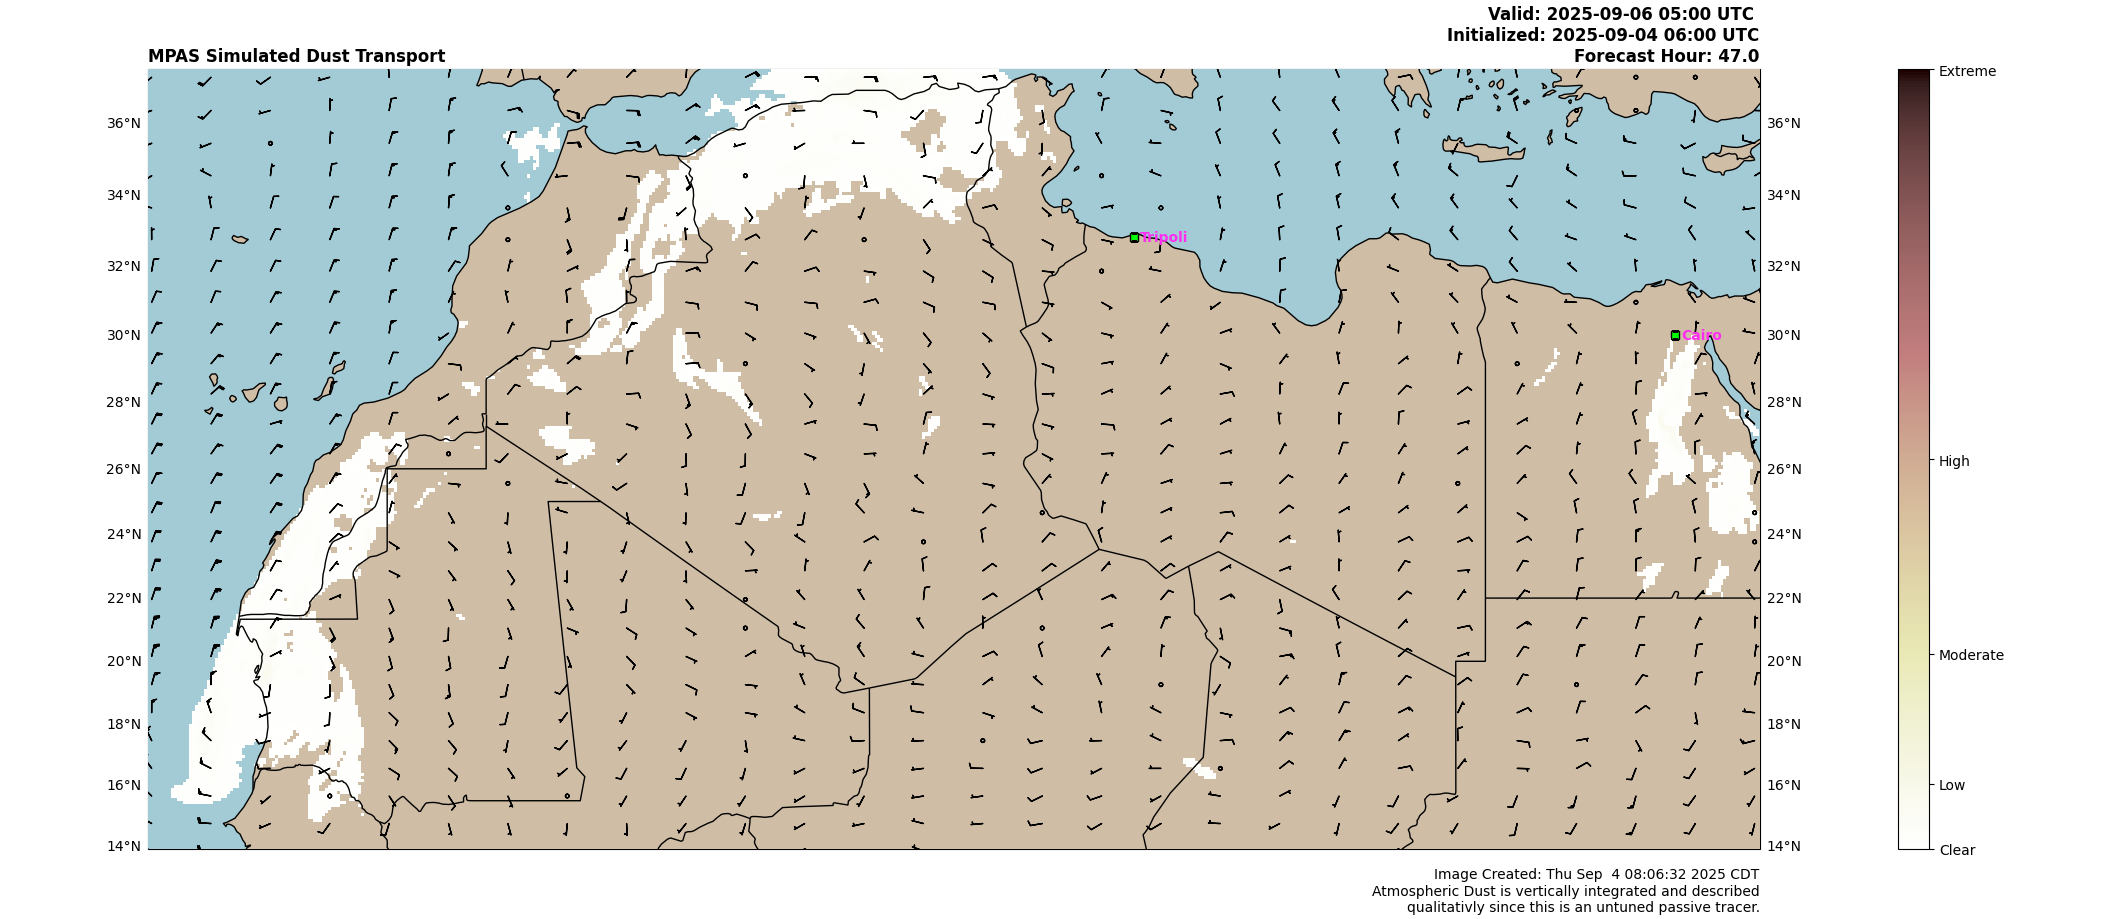 Valid: 2025-09-06 05:00 UTC
Initialized: 2025-09-04 06:00 UTC
MPAS Simulated Dust Transport
Forecast Hour: 47.0
Extreme
36°N
36°N
34°N
34°N
Tripoli
32°N
32°N
30°N
Cairo
30°N
28°N
28°N
26°N
26°N
High
24°N
24°N
22°N
22°N
20°N
20°N
Moderate
18°N
18°N
16°N
16°N
Low
14°N
14°N
Clear
Image Created: Thu Sep  4 08:06:32 2025 CDT
Atmospheric Dust is vertically integrated and described
qualitativly since this is an untuned passive tracer.